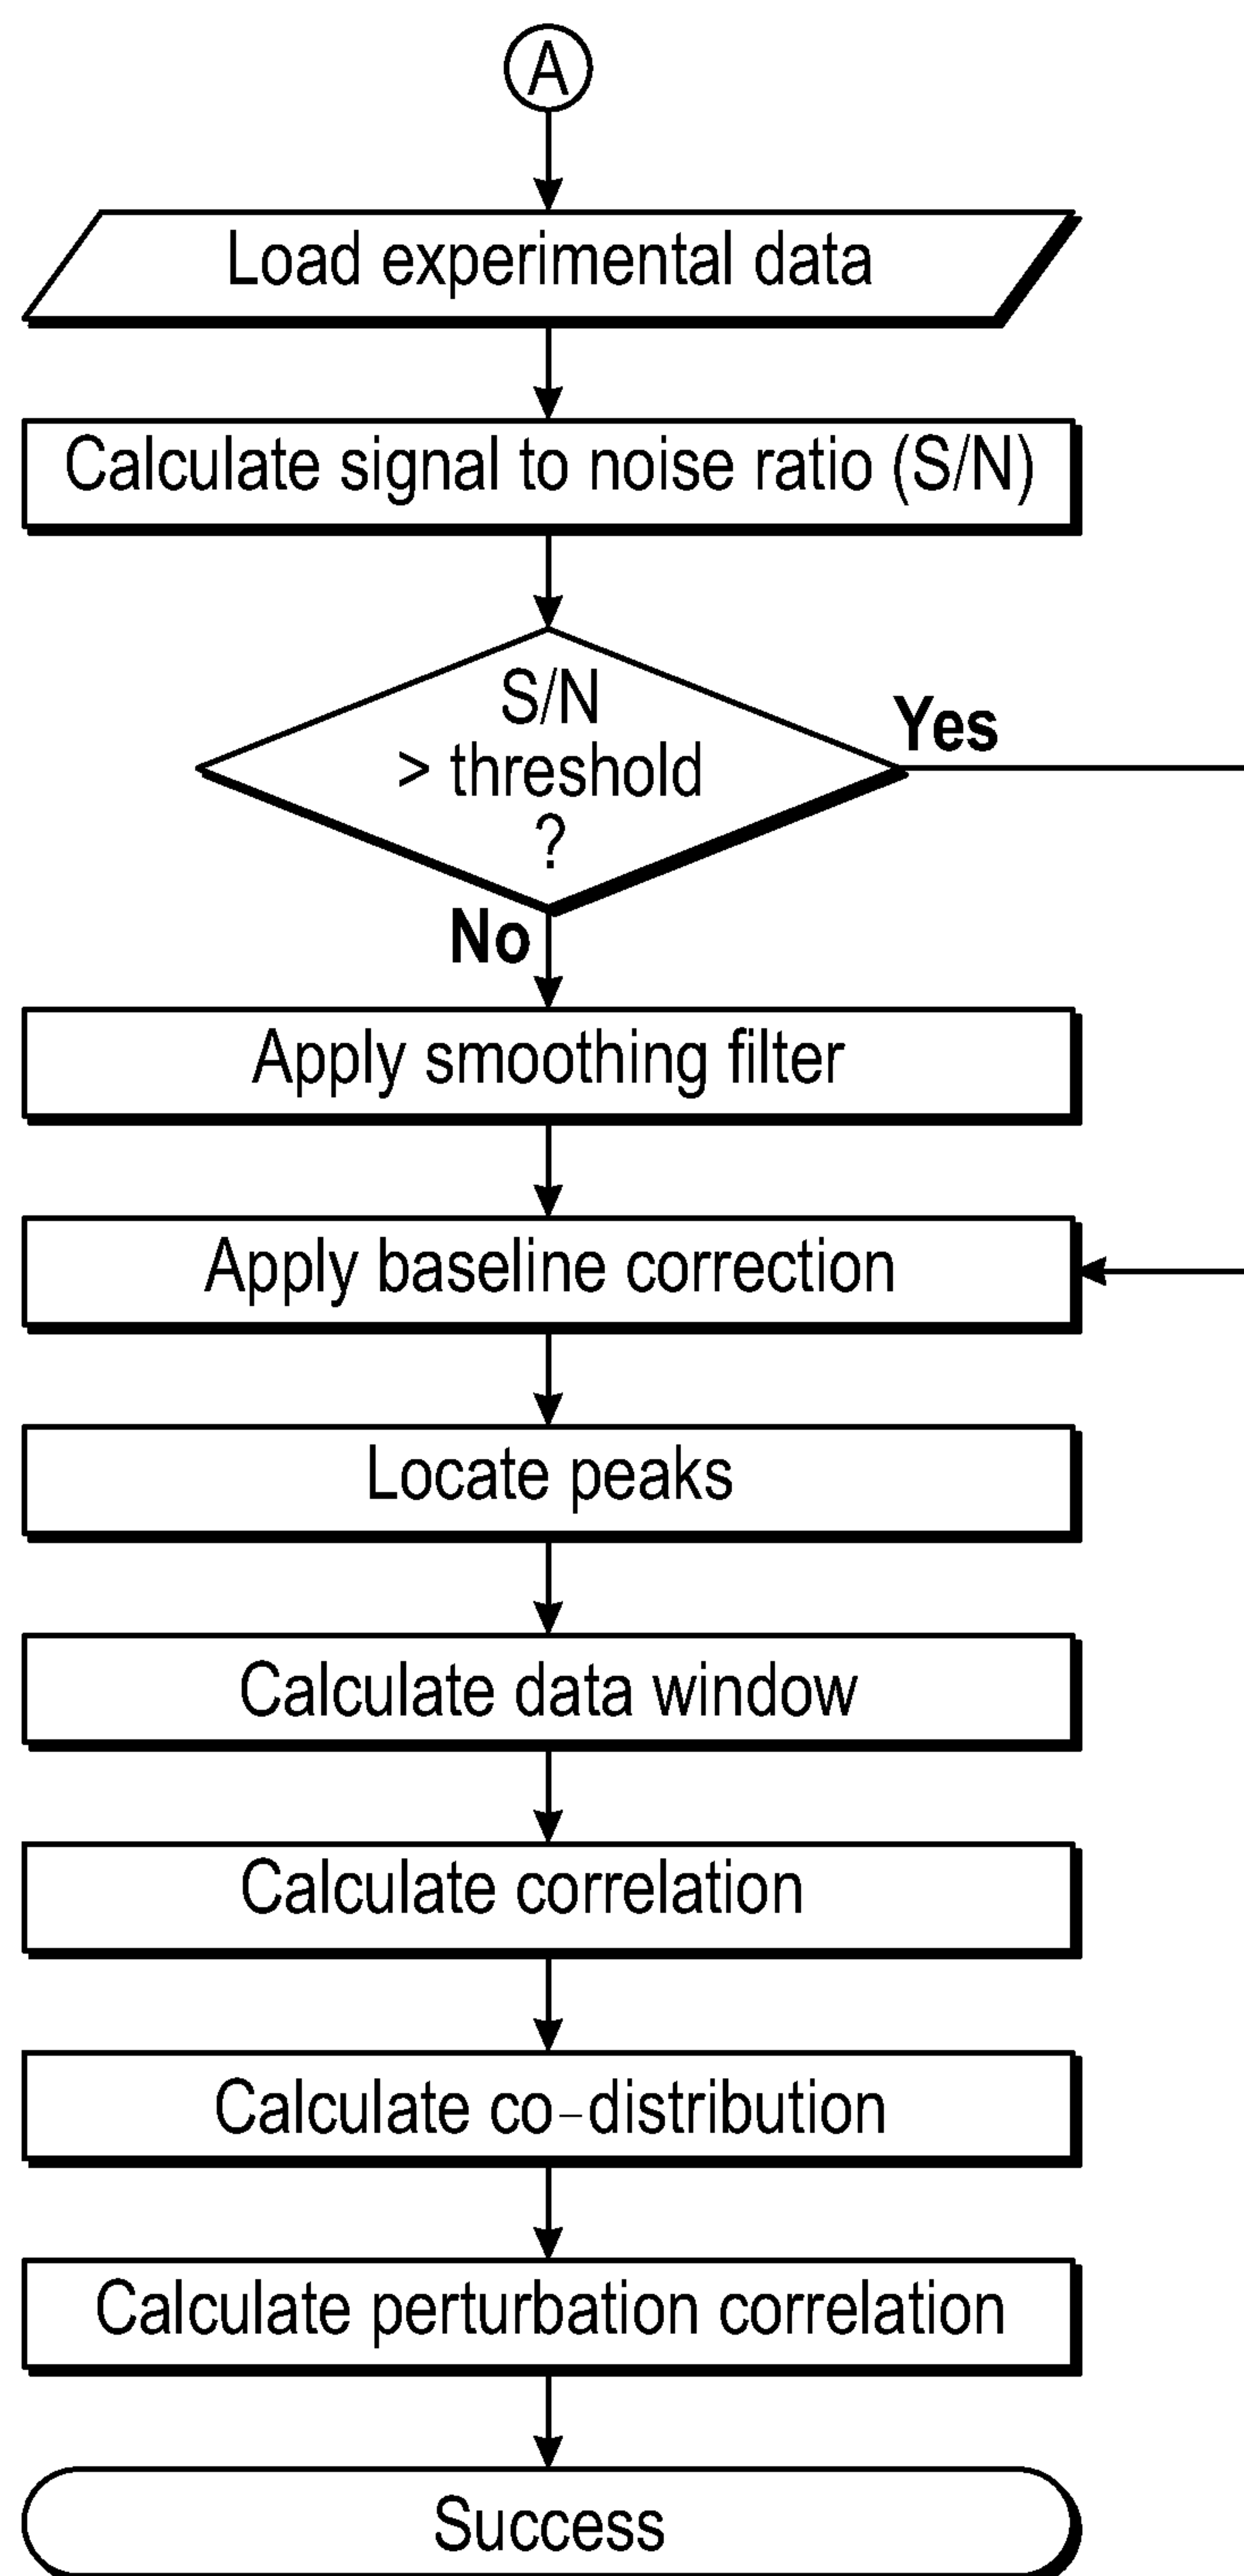 A
Load experimental data
Calculate signal to noise ratio (S/N)
S/N
> threshold
?
Yes
No
Apply smoothing filter
Apply baseline correction
Locate peaks
Calculate data window
Calculate correlation
Calculate co-distribution
Calculate perturbation correlation
Success